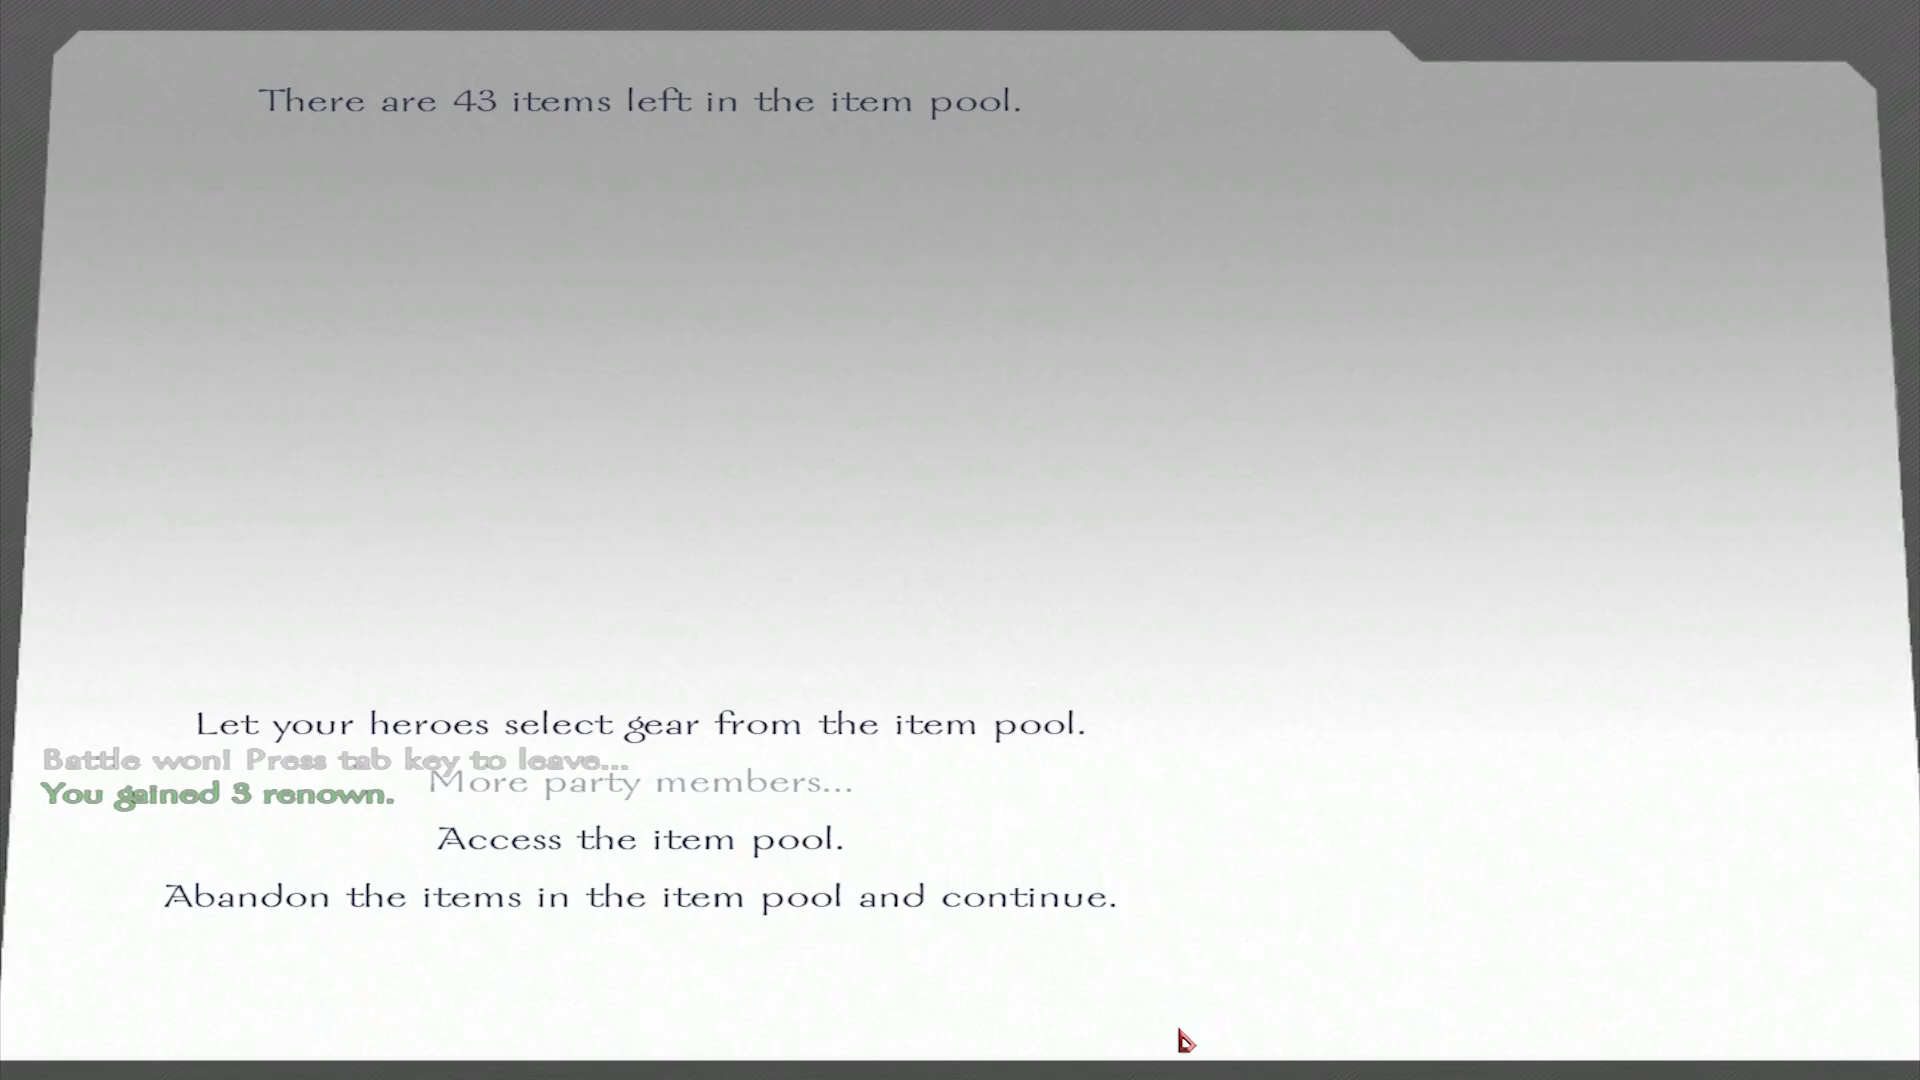 There are 43 items left in the item pool.
Let your heroes select gear from the item pool.
Battle won! Press tab key to leave...
More party members...
You gained 3 renown.
Access the item pool.
Abandon the items in the item pool and continue.